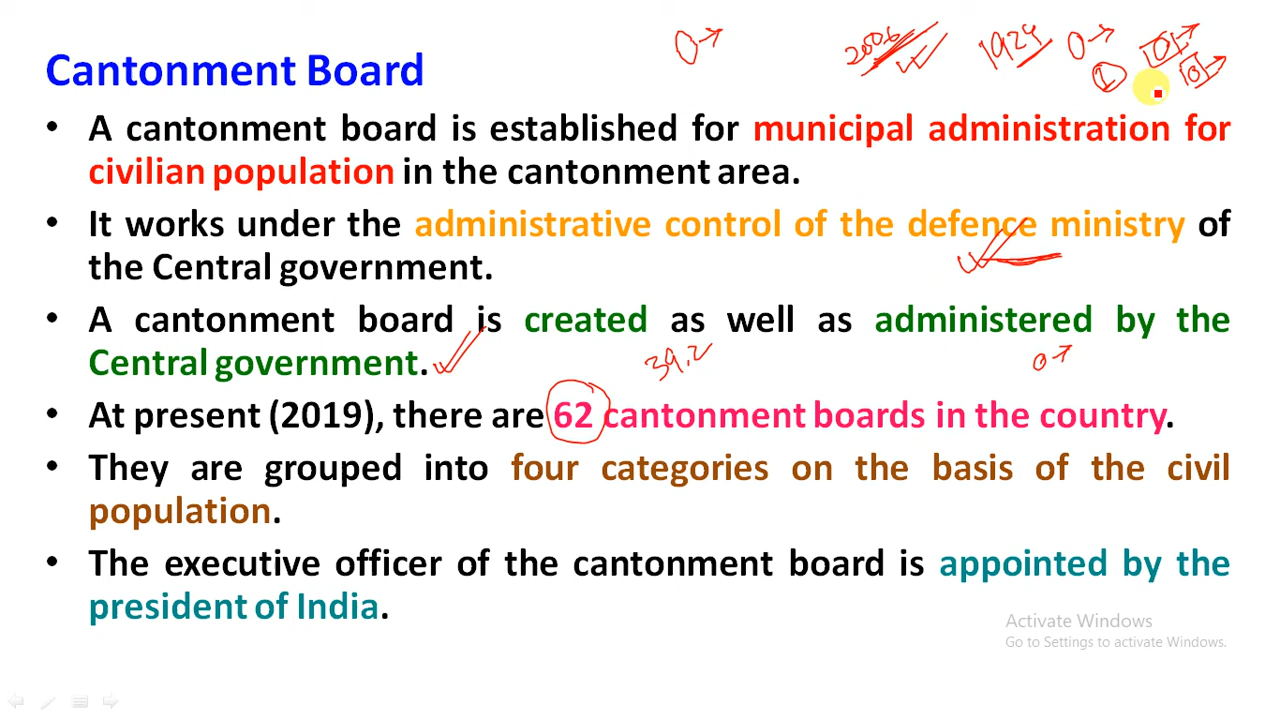 2006 1924
Cantonment Board
• A cantonment board is established for municipal administration for
civilian population in the cantonment area.
• It works under the administrative control of the defence ministry of
the Central government.
• A cantonment board is created as well as administered by the
Central government.
39.2
• At present (2019), there are 62 cantonment boards in the country.
• They are grouped into four categories on the basis of the civil
population.
• The executive officer of the cantonment board is appointed by the
president of India.
Activate Windows
Go to Settings to activate Windows.